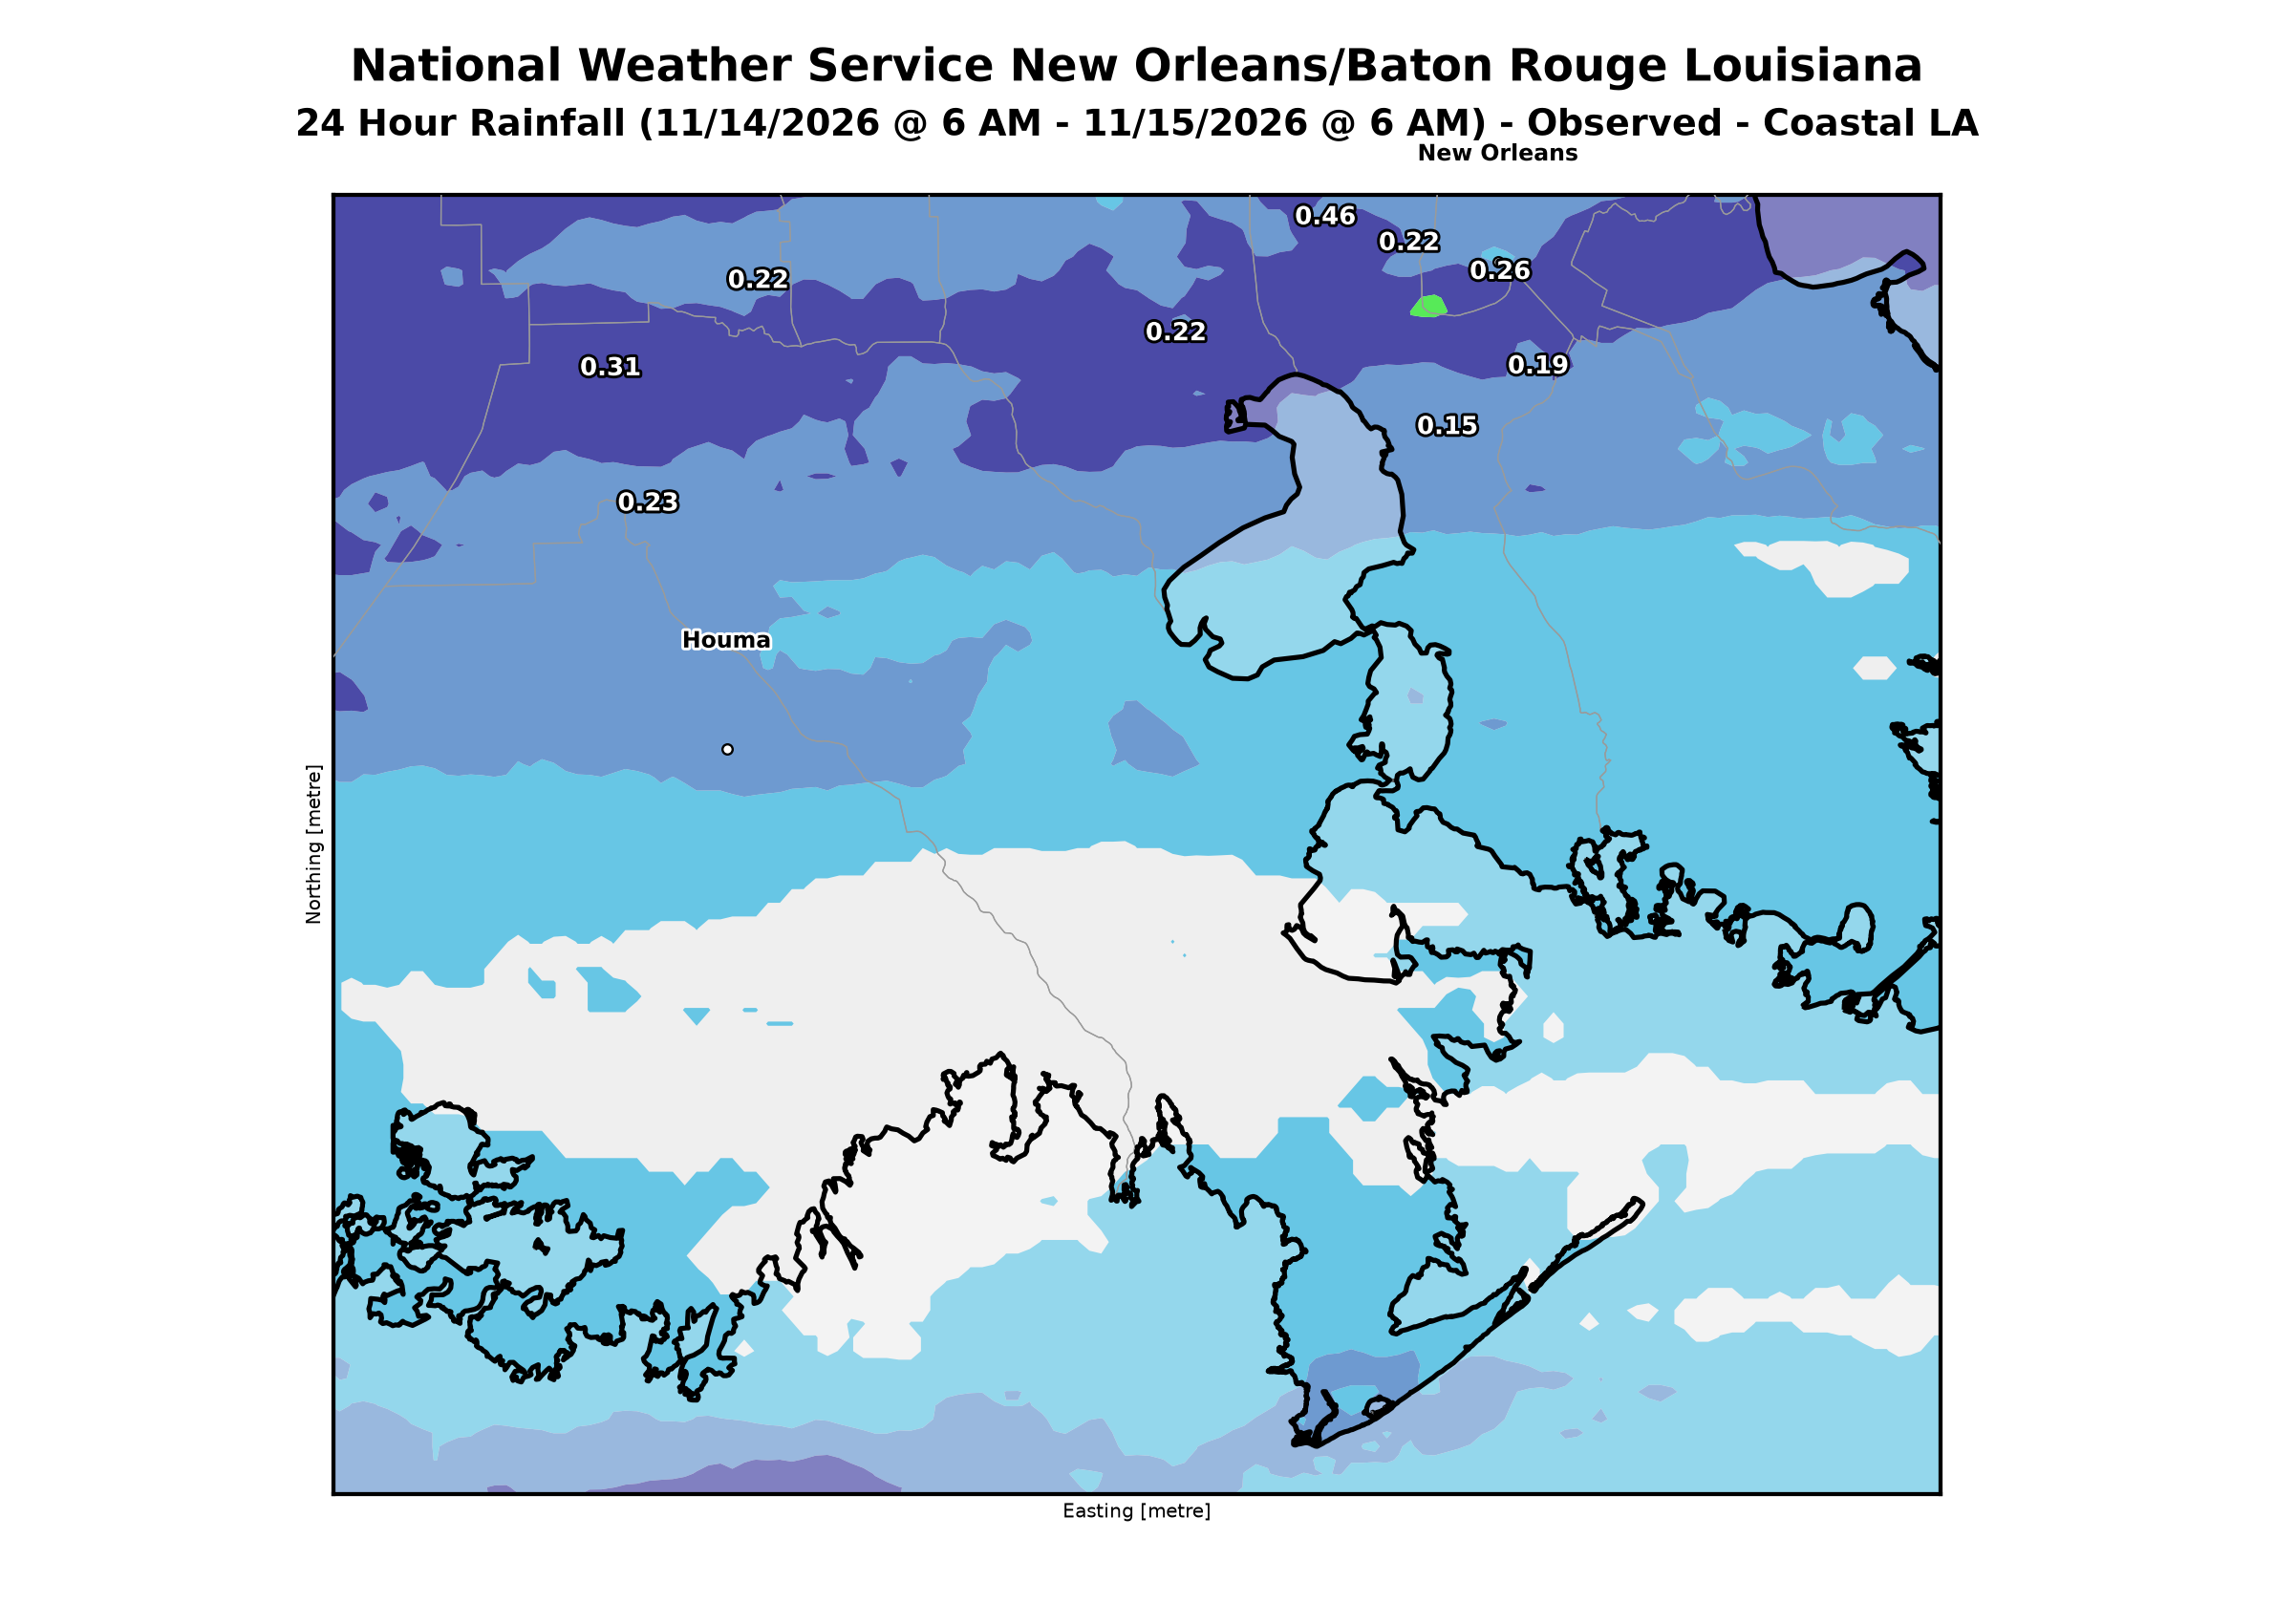 National Weather Service New Orleans/Baton Rouge Louisiana
24 Hour Rainfall (11/14/2026 @ 6 AM - 11/15/2026 @ 6 AM) - Observed - Coastal LA
New Orleans
0.46
0.22
0.26
0.22
0.22
0.31
0.19
0.15
0.23
Houma
Northing [metre]
Easting [metre]